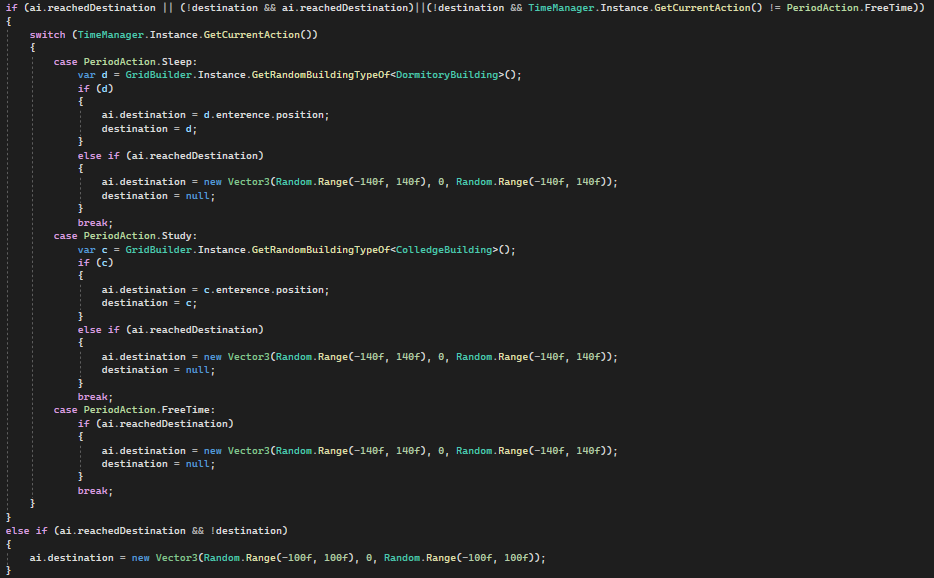 if (ai.reachedDestination || (!destination && ai.reachedDestination)||(!destination && TimeManager.Instance.GetCurrentAction() != PeriodAction.FreeTime))
{
    switch (TimeManager.Instance.GetCurrentAction())
    {
        case PeriodAction.Sleep:
            var d = GridBuilder.Instance.GetRandomBuildingTypeOf<DormitoryBuilding>();
            if (d)
            {
                ai.destination = d.enterence.position;
                destination = d;
            }
            else if (ai.reachedDestination)
            {
                ai.destination = new Vector3(Random.Range(-140f, 140f), 0, Random.Range(-140f, 140f));
                destination = null;
            }
            break;
        case PeriodAction.Study:
            var c = GridBuilder.Instance.GetRandomBuildingTypeOf<ColledgeBuilding>();
            if (c)
            {
                ai.destination = c.enterence.position;
                destination = c;
            }
            else if (ai.reachedDestination)
            {
                ai.destination = new Vector3(Random.Range(-140f, 140f), 0, Random.Range(-140f, 140f));
                destination = null;
            }
            break;
        case PeriodAction.FreeTime:
            if (ai.reachedDestination)
            {
                ai.destination = new Vector3(Random.Range(-140f, 140f), 0, Random.Range(-140f, 140f));
                destination = null;
            }
            break;
    }
}
else if (ai.reachedDestination && !destination)
{
    ai.destination = new Vector3(Random.Range(-100f, 100f), 0, Random.Range(-100f, 100f));
}